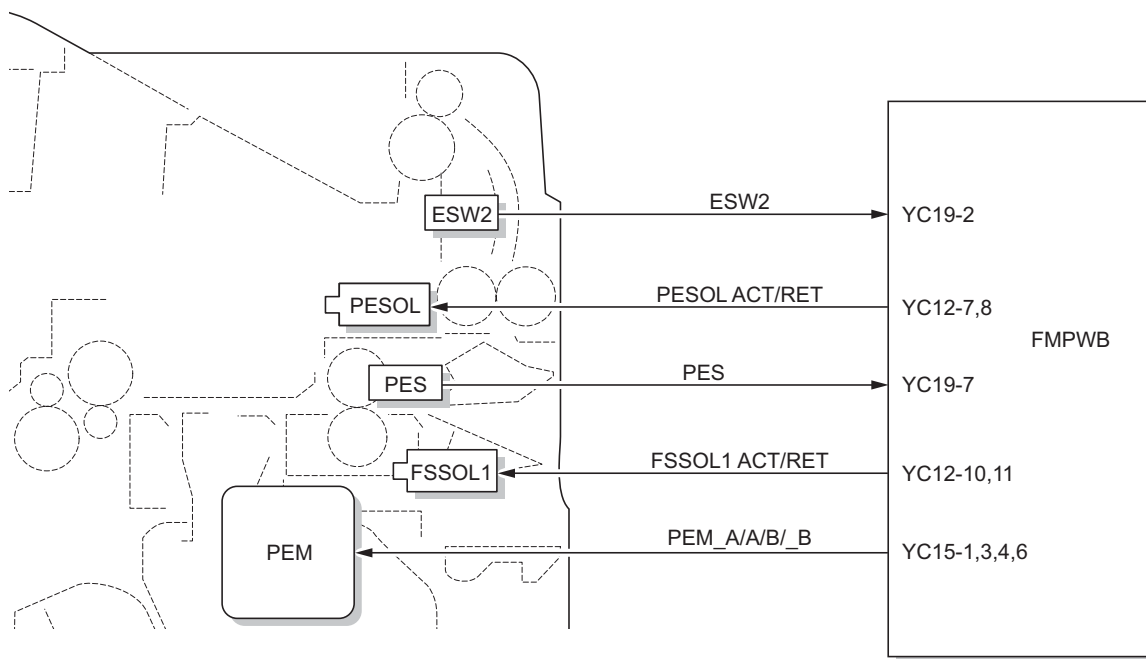 ESW2
ESW2
YC19-2
PESOL
PESOL ACT/RET
YC12-7,8
FMPWB
PES
PES
YC19-7
FSSOL1
FSSOL1 ACT/RET
YC12-10,11
PEM
PEM_A/A/B/_B
YC15-1,3,4,6